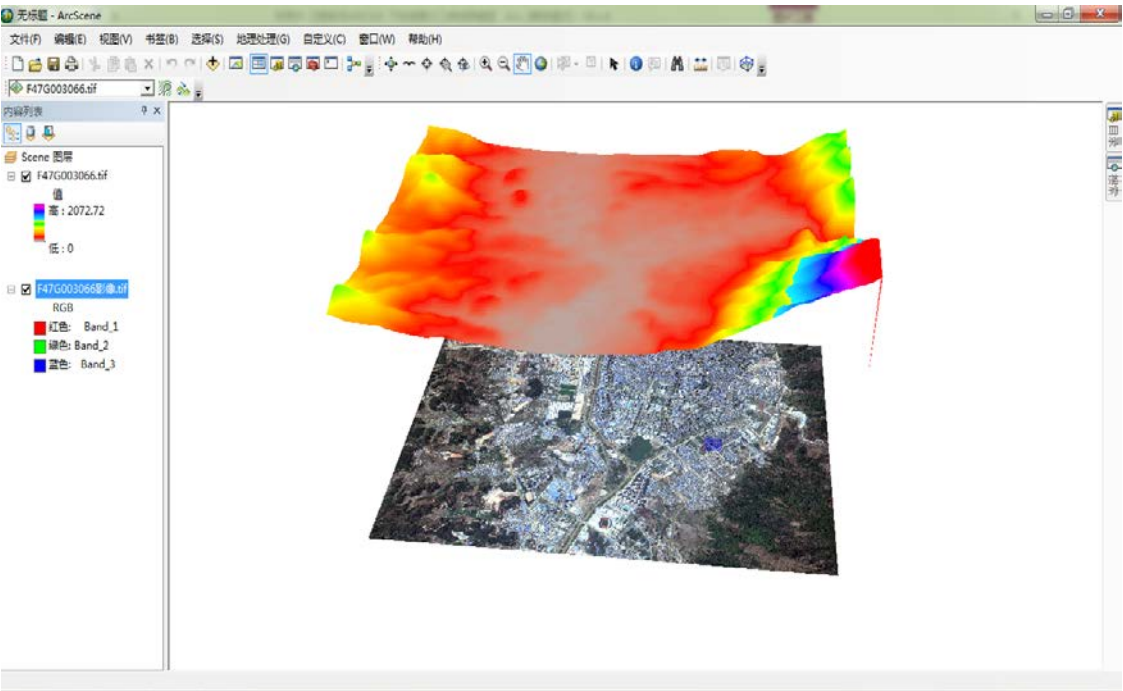 无标题 - ArcScene
文件(F) 编辑(E) 视图(V) 书签(B) 选择(S) 地理处理(G) 自定义(C) 窗口(W) 帮助(H)
F47G003066.tif
内容列表
Scene 图层
F47G003066.tif
值
高 : 2072.72
低 : 0
F47G003066影像.tif
RGB
红色: Band_1
绿色: Band_2
蓝色: Band_3